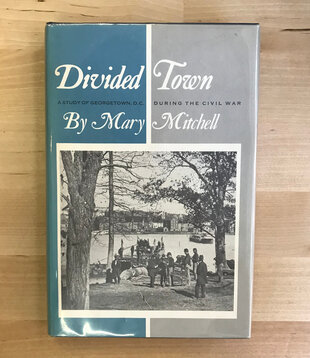 Divided Town
A STUDY OF GEORGETOWN, D.C. DURING THE CIVIL WAR
By Mary Mitchell